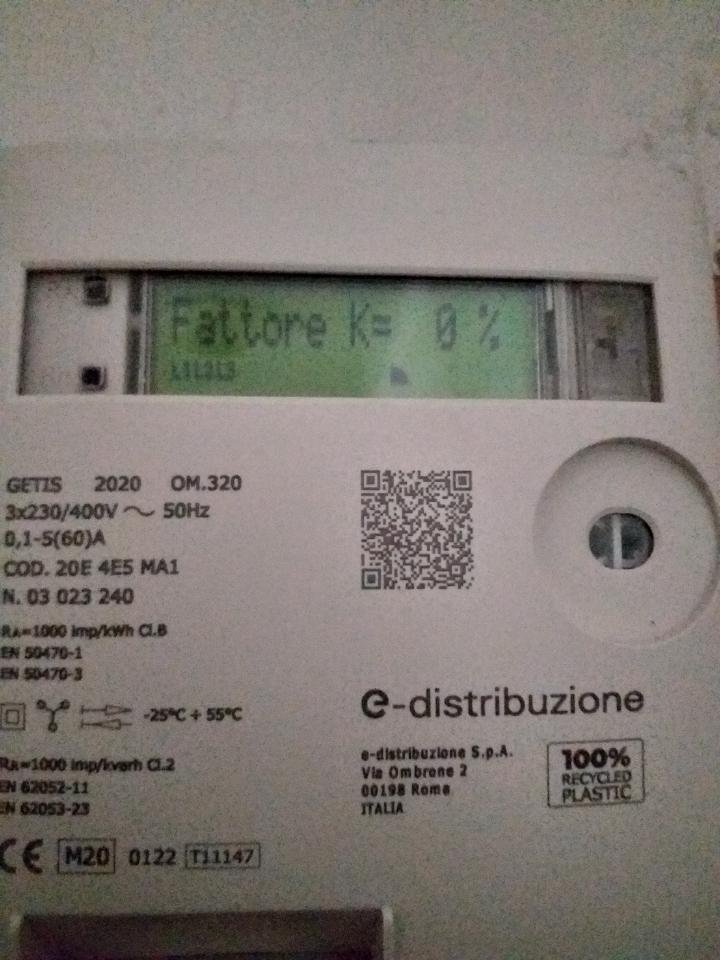 Fattore K= 0 %
L1L2L3
GETIS 2020 OM.320
3x230/400V ~ 50Hz
0,1-5(60)A
COD. 20E 4E5 MA1
N. 03 023 240
RA=1000 imp/kWh Cl.B
EN 50470-1
EN 50470-3
-25°C ÷ 55°C
RR=1000 imp/kvarh Cl.2
EN 62052-11
EN 62053-23
CE M20 0122 T11147
e-distribuzione
e-distribuzione S.p.A.
Via Ombrone 2
00198 Roma
ITALIA
100%
RECYCLED
PLASTIC